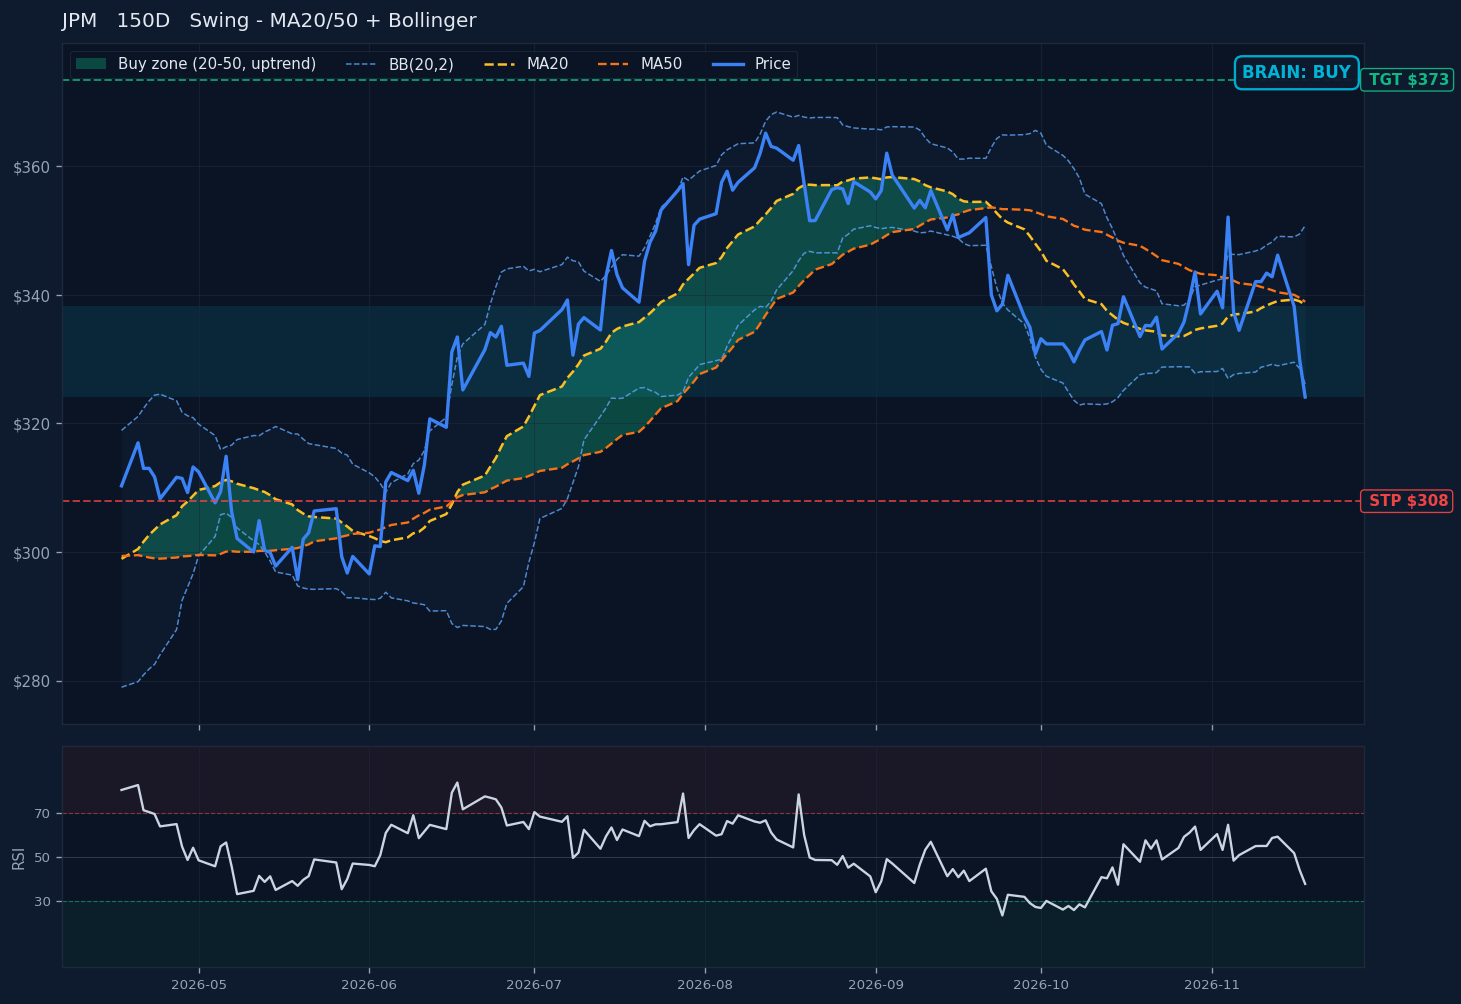 JPM   150D   Swing - MA20/50 + Bollinger
Buy zone (20-50, uptrend)   BB(20,2)   MA20   MA50   Price
BRAIN: BUY
TGT $373
$360
$340
$320
STP $308
$300
$280
70
50
30
RSI
2026-05   2026-06   2026-07   2026-08   2026-09   2026-10   2026-11